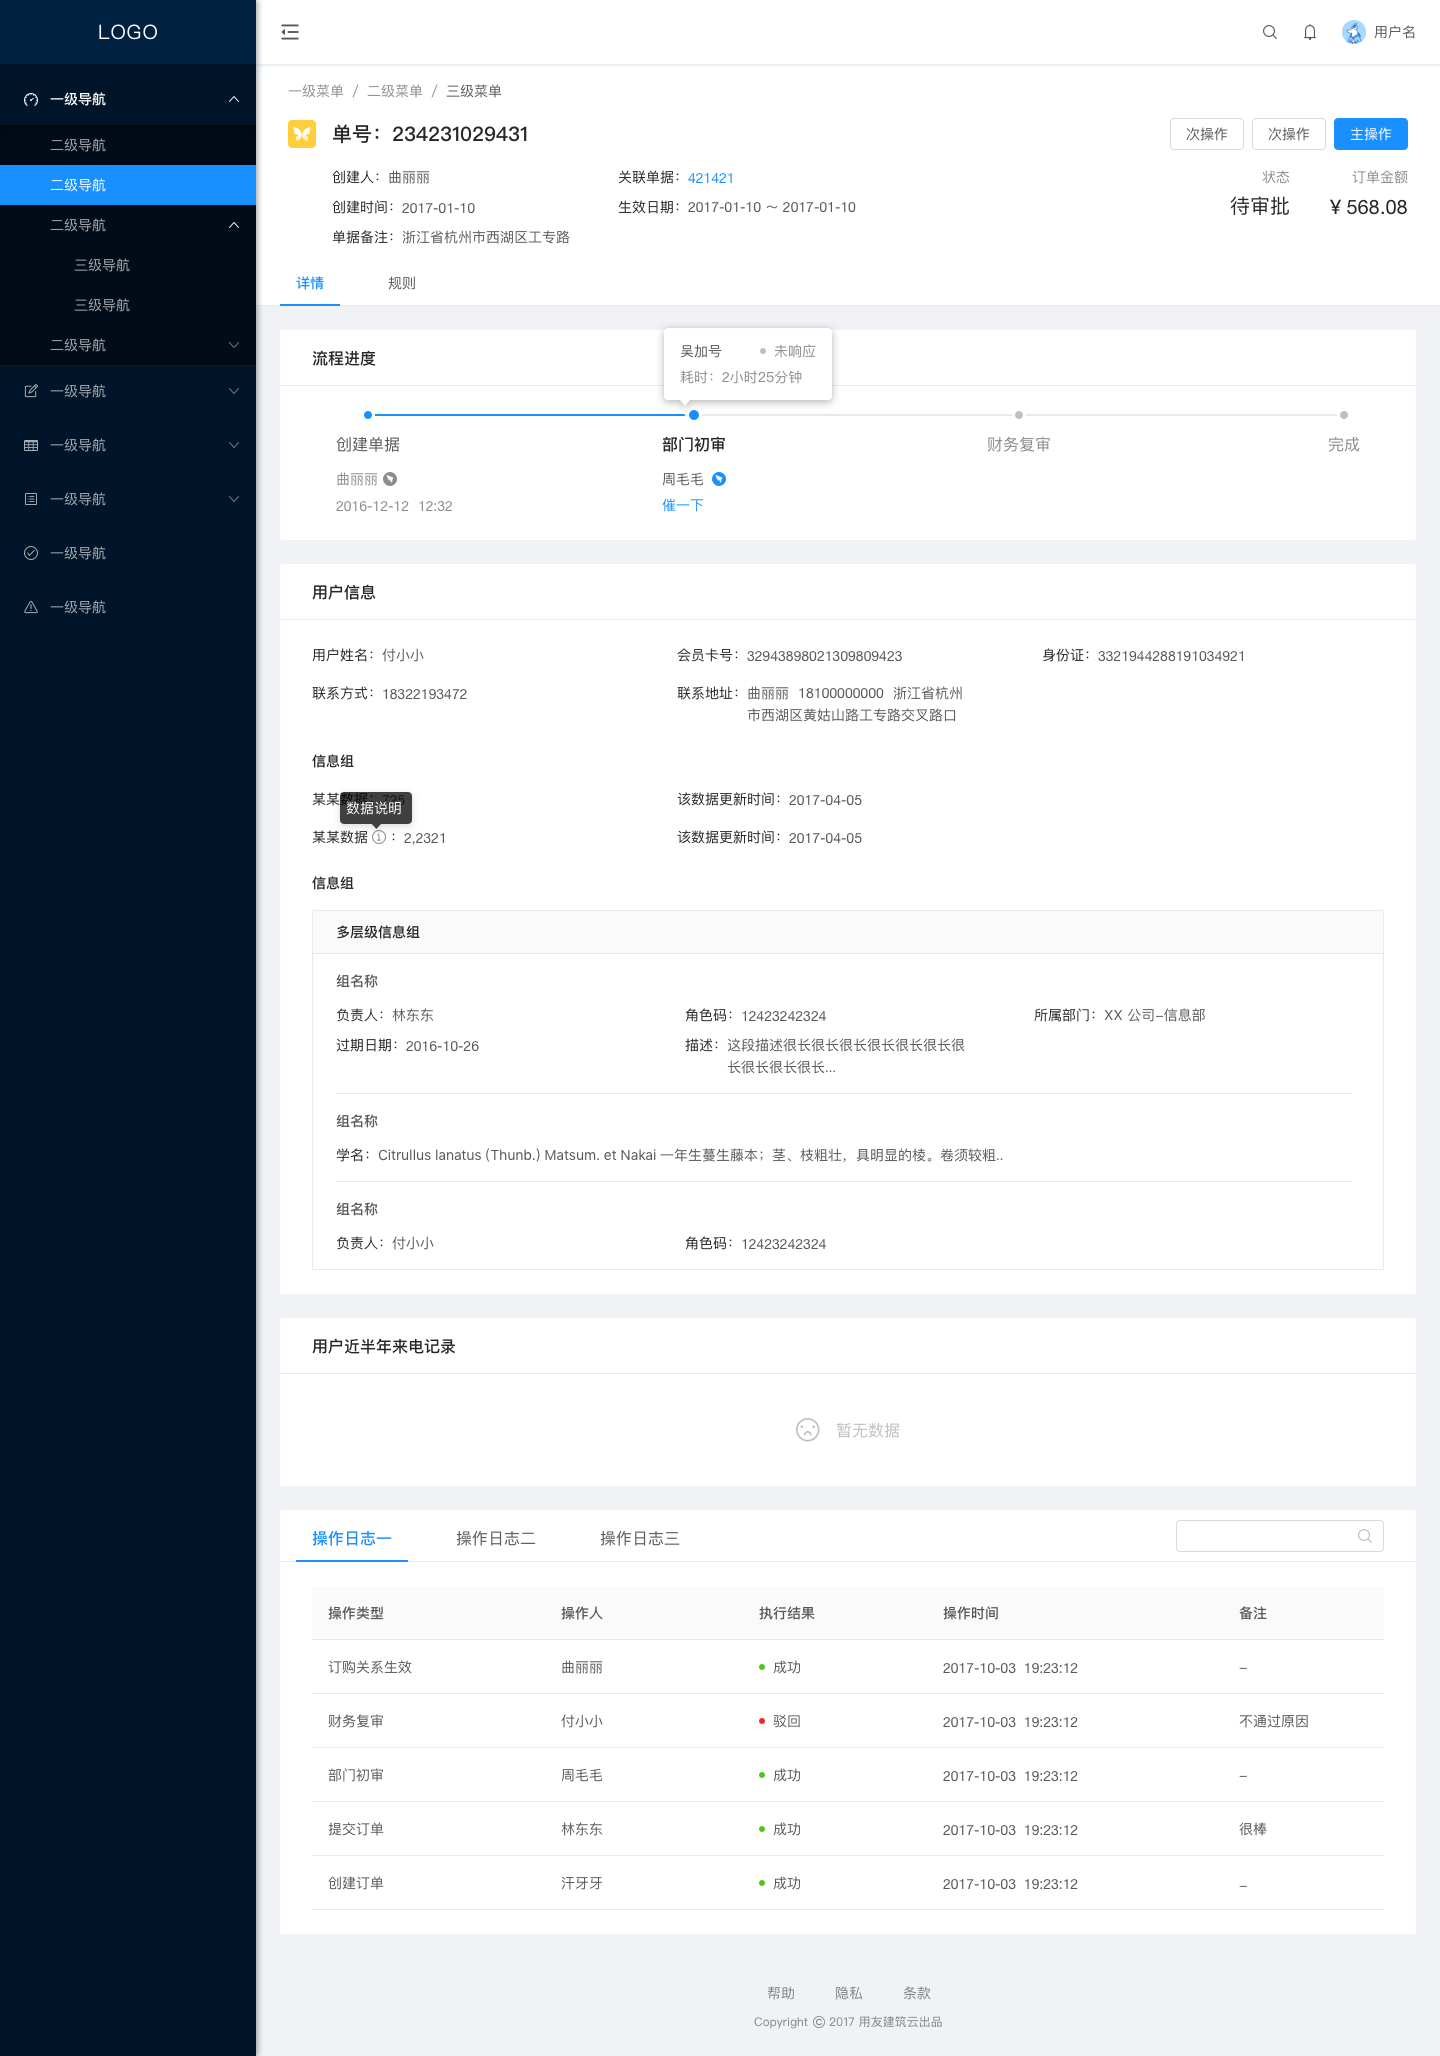 LOGO
一级导航
二级导航
二级导航
二级导航
三级导航
三级导航
二级导航
一级导航
一级导航
一级导航
一级导航
一级导航
用户名
一级菜单 / 二级菜单 / 三级菜单
单号：234231029431
次操作 次操作 主操作
创建人：曲丽丽 关联单据：421421 状态 订单金额
创建时间：2017-01-10 生效日期：2017-01-10 ～ 2017-01-10 待审批 ¥ 568.08
单据备注：浙江省杭州市西湖区工专路
详情 规则
流程进度
吴加号 未响应
耗时：2小时25分钟
创建单据 部门初审 财务复审 完成
曲丽丽 周毛毛
2016-12-12 12:32 催一下
用户信息
用户姓名：付小小 会员卡号：32943898021309809423 身份证：3321944288191034921
联系方式：18322193472 联系地址：曲丽丽 18100000000 浙江省杭州
市西湖区黄姑山路工专路交叉路口
信息组
某某数据：725 该数据更新时间：2017-04-05
数据说明
某某数据 ：2,2321 该数据更新时间：2017-04-05
信息组
多层级信息组
组名称
负责人：林东东 角色码：12423242324 所属部门：XX 公司-信息部
过期日期：2016-10-26 描述：这段描述很长很长很长很长很长很长很
长很长很长很长...
组名称
学名：Citrullus lanatus (Thunb.) Matsum. et Nakai 一年生蔓生藤本；茎、枝粗壮，具明显的棱。卷须较粗..
组名称
负责人：付小小 角色码：12423242324
用户近半年来电记录
暂无数据
操作日志一 操作日志二 操作日志三
操作类型 操作人 执行结果 操作时间 备注
订购关系生效 曲丽丽 成功 2017-10-03 19:23:12 -
财务复审 付小小 驳回 2017-10-03 19:23:12 不通过原因
部门初审 周毛毛 成功 2017-10-03 19:23:12 -
提交订单 林东东 成功 2017-10-03 19:23:12 很棒
创建订单 汗牙牙 成功 2017-10-03 19:23:12 -
帮助 隐私 条款
Copyright © 2017 用友建筑云出品